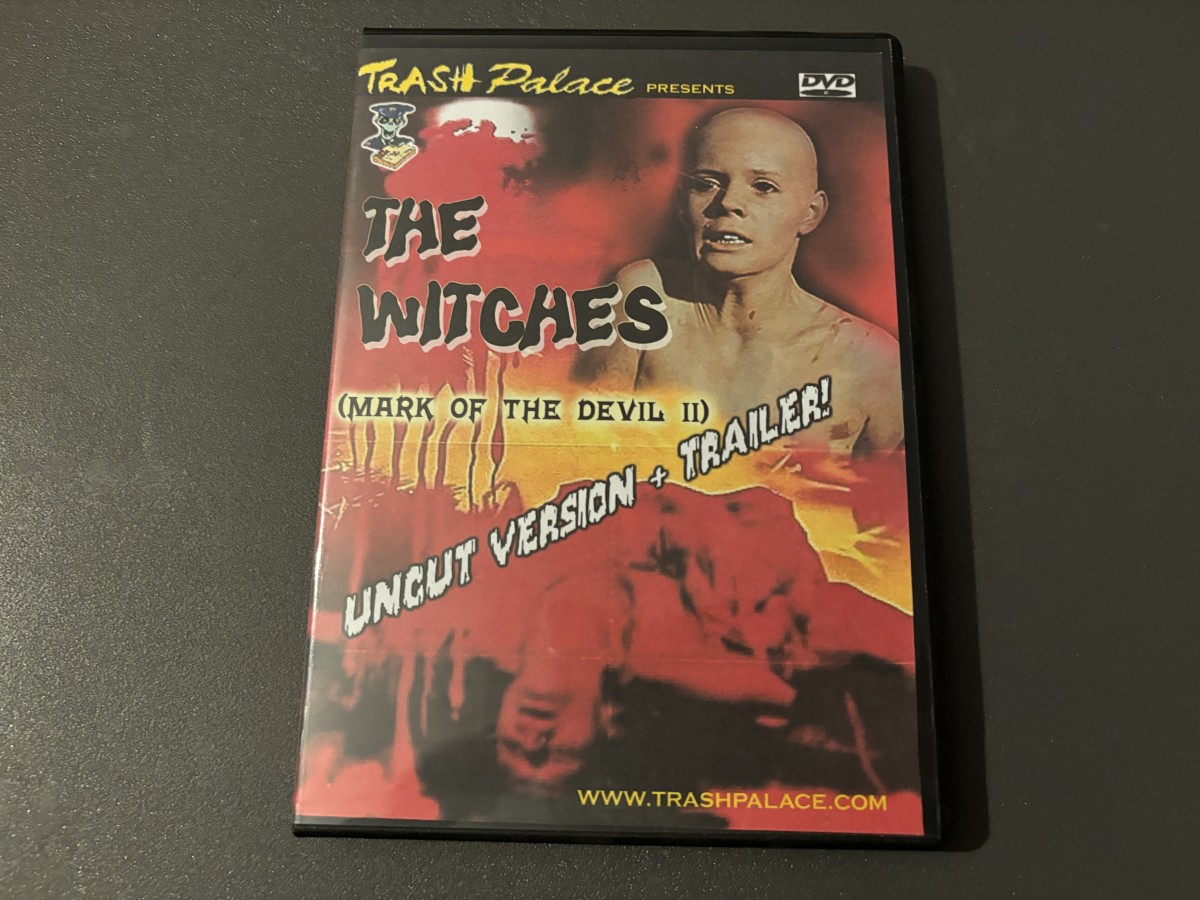 TRASH Palace PRESENTS
DVD
THE
WITCHES
(MARK OF THE DEVIL II)
UNCUT VERSION + TRAILER!
WWW.TRASHPALACE.COM